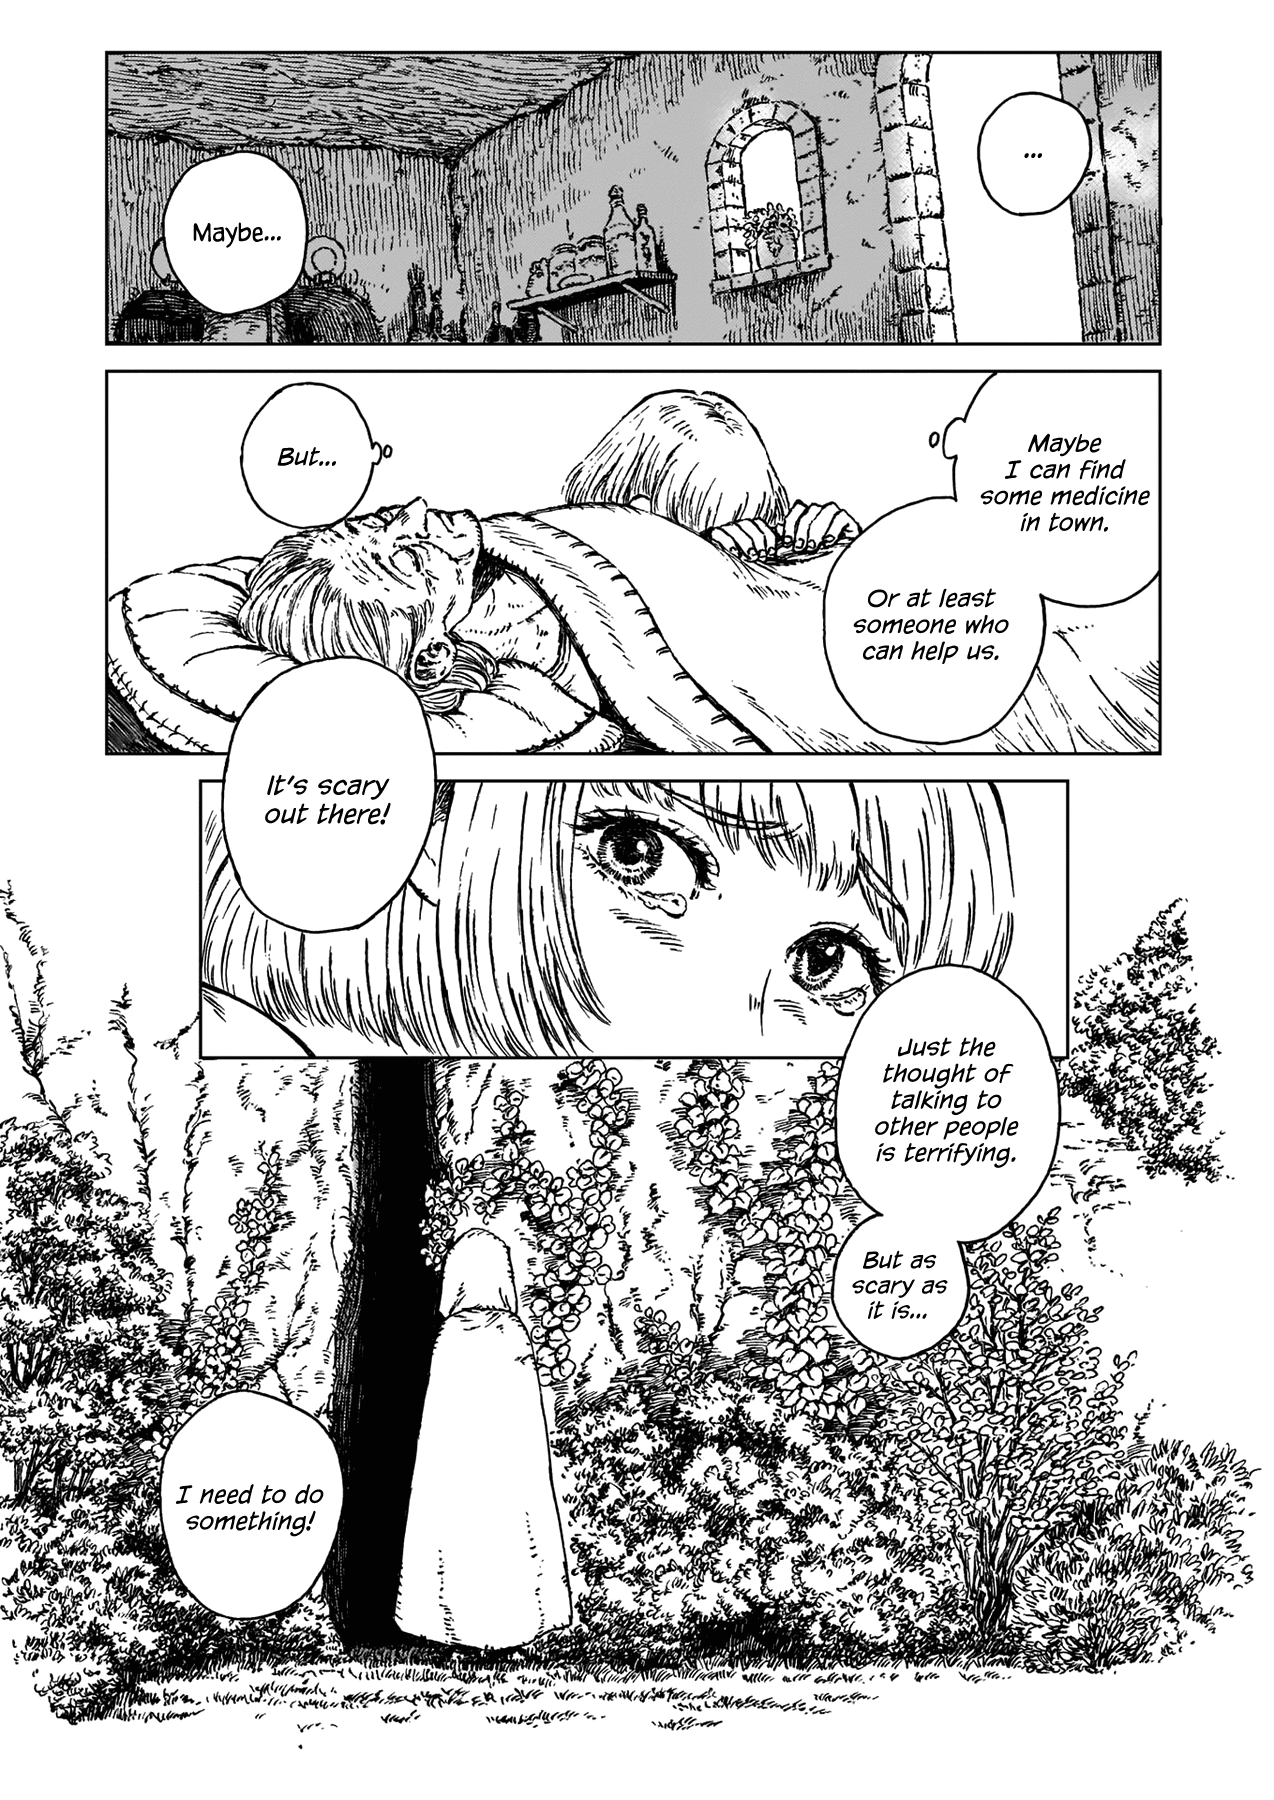 ...
Maybe...
Maybe
I can find
some medicine
in town.
Or at least
someone who
can help us.
But...
It's scary
out there!
Just the
thought of
talking to
other people
is terrifying.
But as
scary as
it is...
I need to do
something!